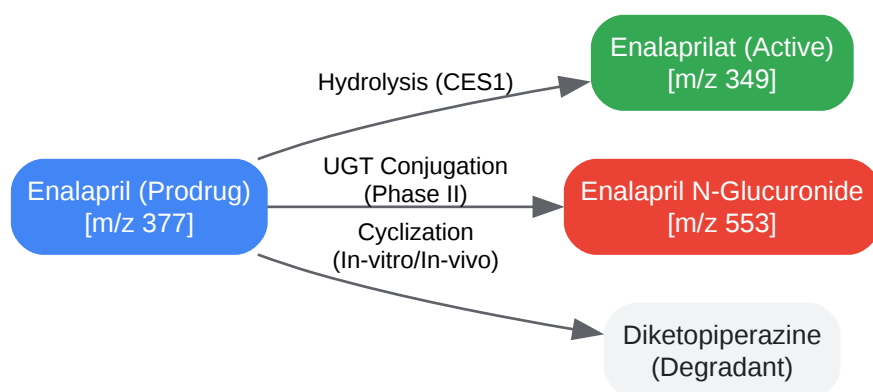 Enalaprilat (Active)
[m/z 349]
Hydrolysis (CES1)
Enalapril (Prodrug)
[m/z 377]
UGT Conjugation
(Phase II)
Enalapril N-Glucuronide
[m/z 553]
Cyclization
(In-vitro/In-vivo)
Diketopiperazine
(Degradant)